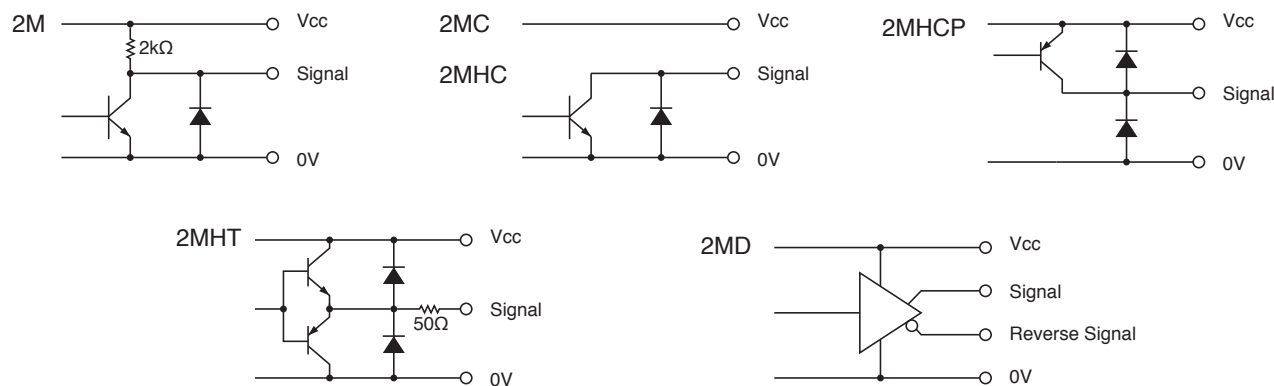 2M
Vcc
2kΩ
Signal
0V
2MC
Vcc
2MHC
Signal
0V
2MHCP
Vcc
Signal
0V
2MHT
Vcc
Signal
50Ω
0V
2MD
Vcc
Signal
Reverse Signal
0V